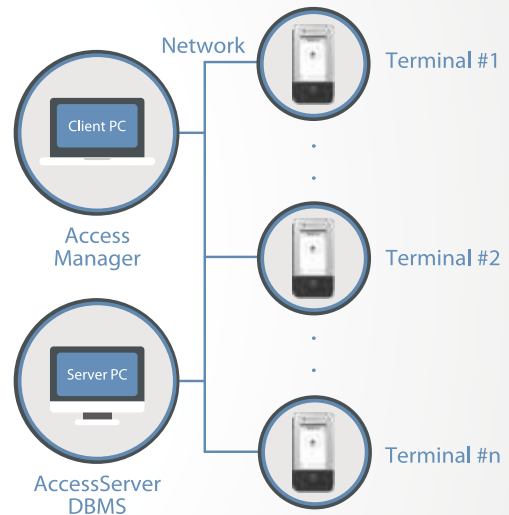 Network
Terminal #1
Client PC
Access
Manager
Terminal #2
Server PC
AccessServer
DBMS
Terminal #n